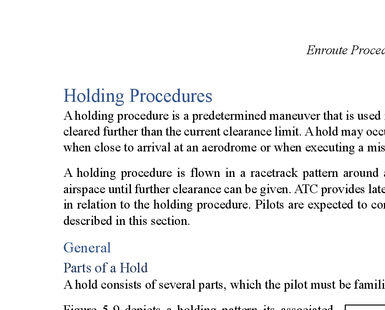 Enroute Proced
Holding Procedures
A holding procedure is a predetermined maneuver that is used
cleared further than the current clearance limit. A hold may occu
when close to arrival at an aerodrome or when executing a mis
A holding procedure is flown in a racetrack pattern around
airspace until further clearance can be given. ATC provides late
in relation to the holding procedure. Pilots are expected to co
described in this section.
General
Parts of a Hold
A hold consists of several parts, which the pilot must be famili
Figure 5-9 depicts a holding pattern its associated